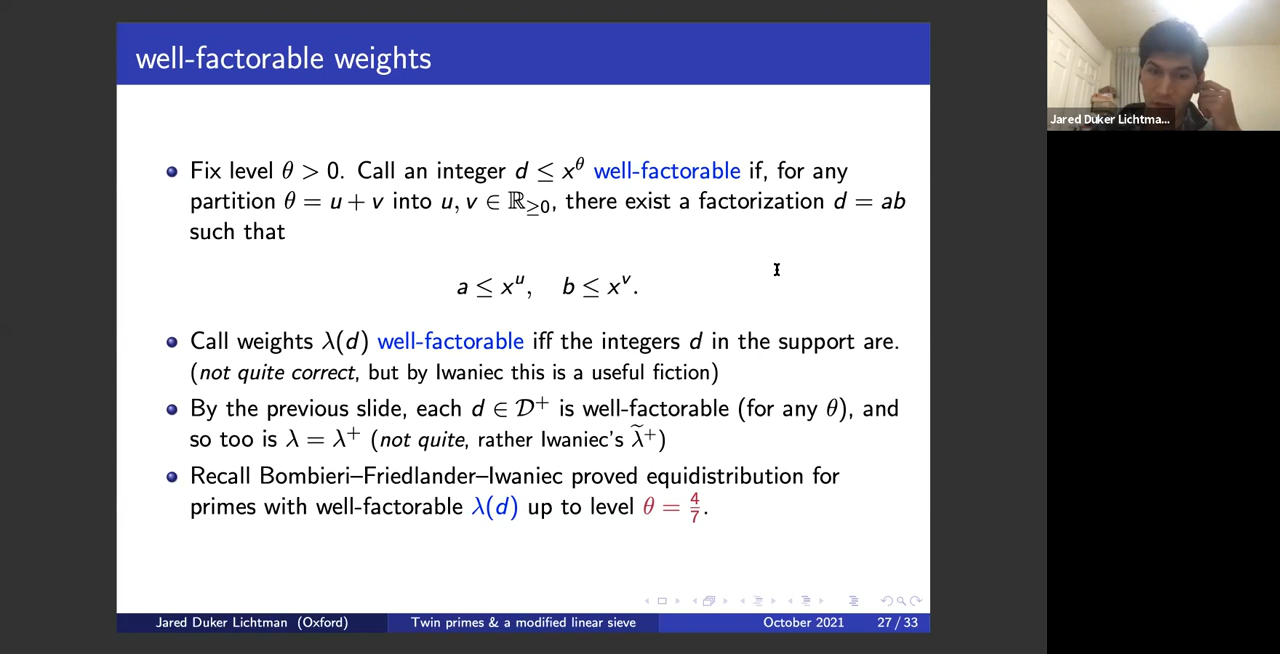 well-factorable weights
Jared Duker Lichtma...
Fix level θ > 0. Call an integer d ≤ x^θ well-factorable if, for any
partition θ = u + v into u, v ∈ ℝ≥0, there exist a factorization d = ab
such that
a ≤ x^u, b ≤ x^v.
Call weights λ(d) well-factorable iff the integers d in the support are.
(not quite correct, but by Iwaniec this is a useful fiction)
By the previous slide, each d ∈ 𝒟⁺ is well-factorable (for any θ), and
so too is λ = λ⁺ (not quite, rather Iwaniec's λ̃⁺)
Recall Bombieri–Friedlander–Iwaniec proved equidistribution for
primes with well-factorable λ(d) up to level θ = 4/7.
Jared Duker Lichtman (Oxford) Twin primes & a modified linear sieve October 2021 27 / 33